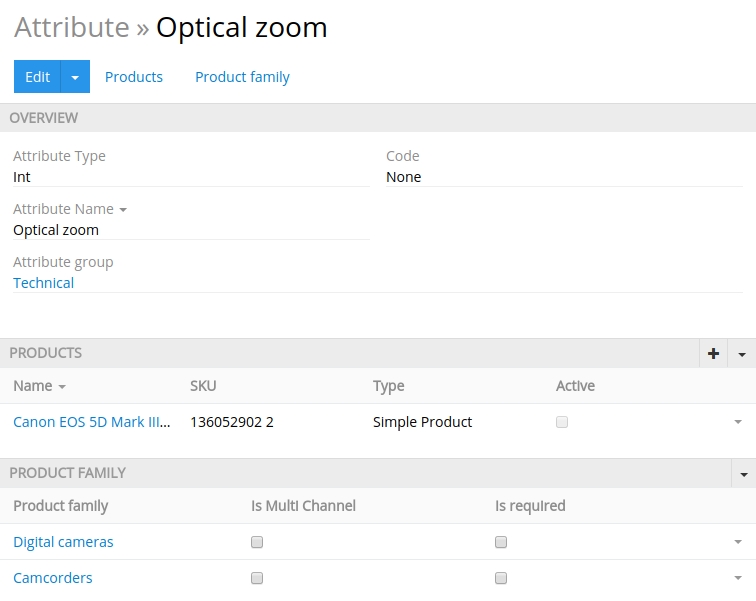 Attribute » Optical zoom
Edit Products Product family
OVERVIEW
Attribute Type Code
Int None
Attribute Name
Optical zoom
Attribute group
Technical
PRODUCTS
Name SKU Type Active
Canon EOS 5D Mark III... 136052902 2 Simple Product
PRODUCT FAMILY
Product family Is Multi Channel Is required
Digital cameras
Camcorders